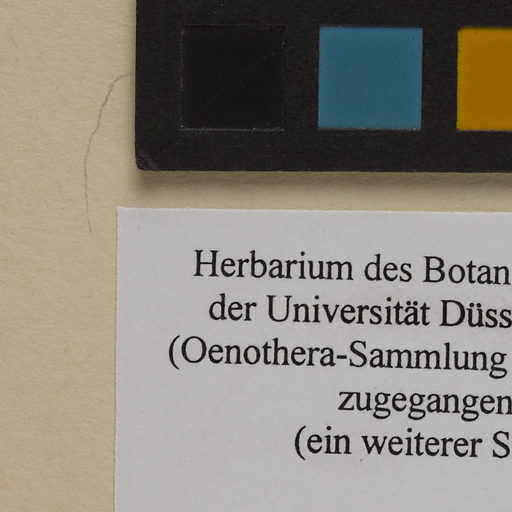 Herbarium des Botan
der Universität Düss
(Oenothera-Sammlung
zugegangen
(ein weiterer S